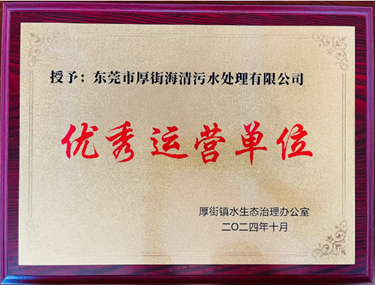 授予：东莞市厚街海清污水处理有限公司
优秀运营单位
厚街镇水生态治理办公室
二〇二四年十月